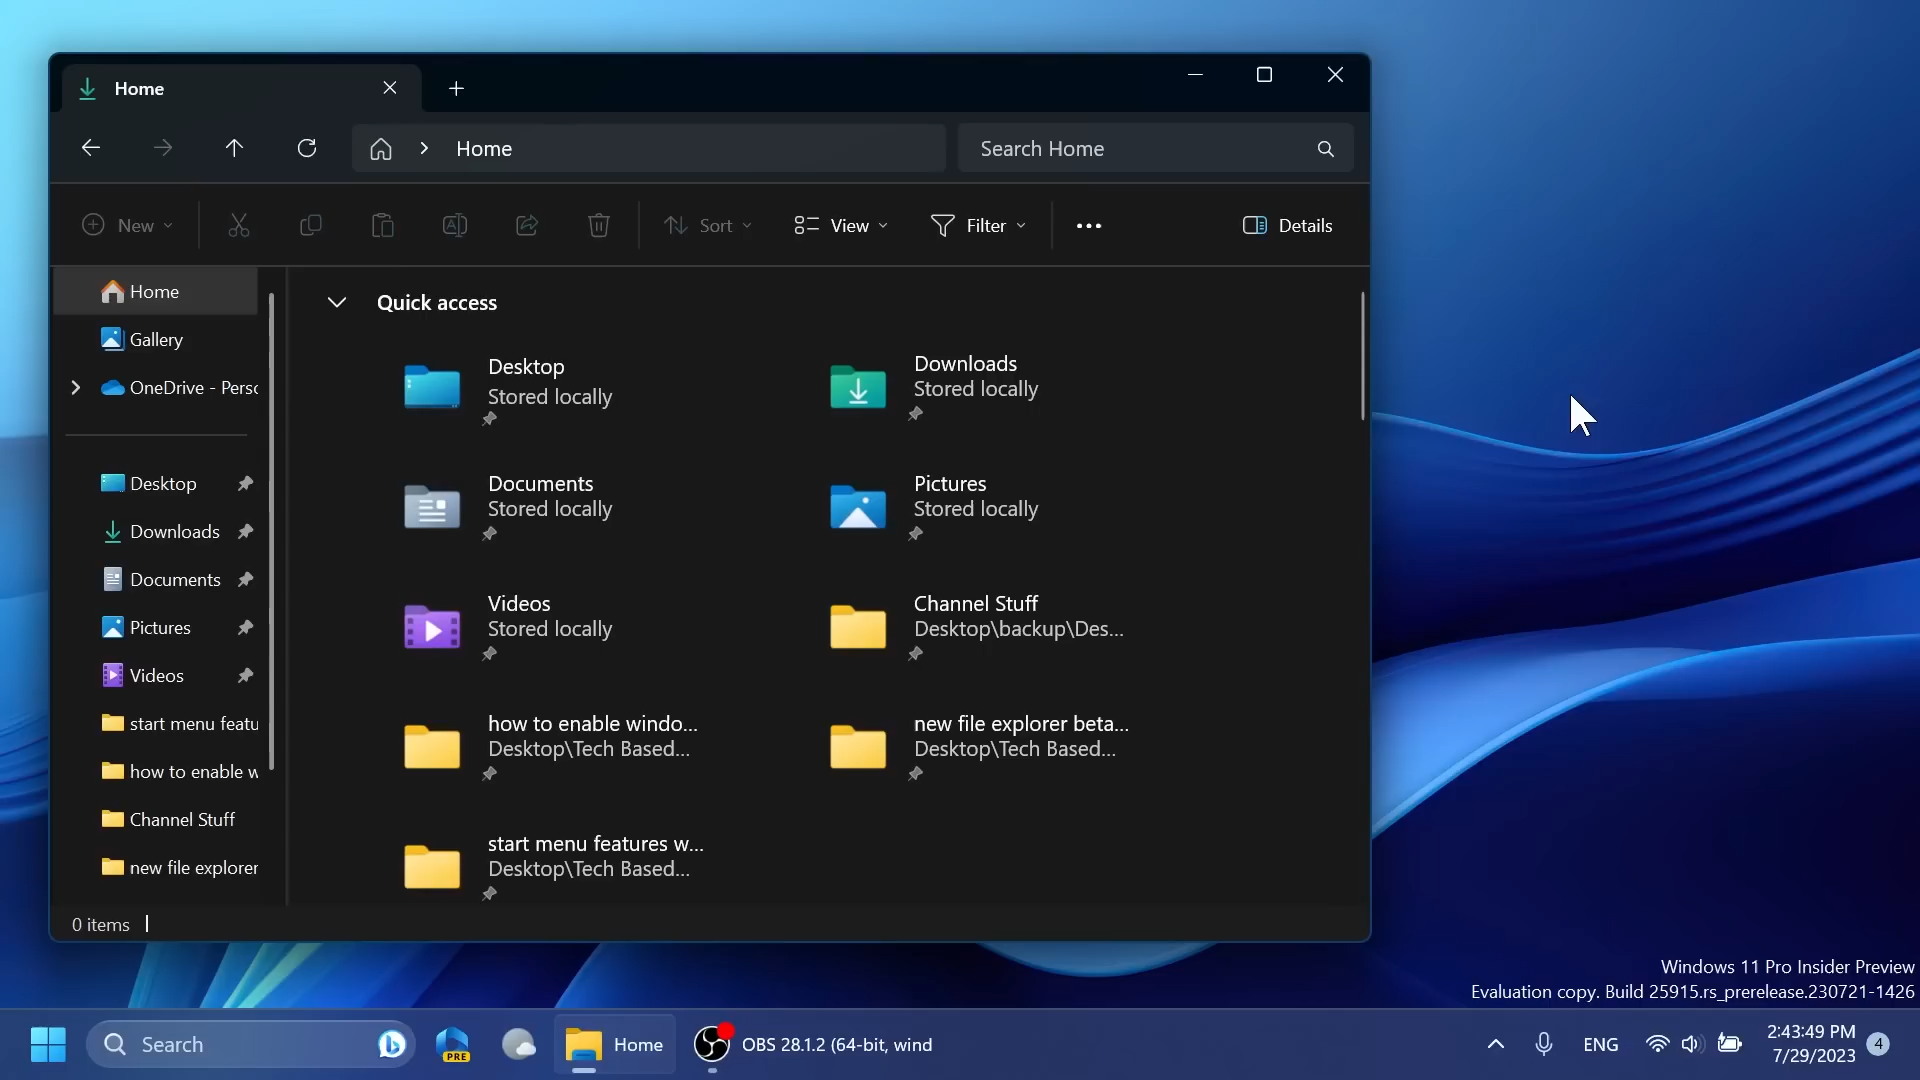 Home
Home
Search Home
New
Sort
View
Filter
Details
Home
Gallery
OneDrive - Perso
Desktop
Downloads
Documents
Pictures
Videos
start menu featu
how to enable w
Channel Stuff
new file explorer
Quick access
Desktop
Stored locally
Downloads
Stored locally
Documents
Stored locally
Pictures
Stored locally
Videos
Stored locally
Channel Stuff
Desktop\backup\Des...
how to enable windo...
Desktop\Tech Based...
new file explorer beta...
Desktop\Tech Based...
start menu features w...
Desktop\Tech Based...
0 items
Windows 11 Pro Insider Preview
Evaluation copy. Build 25915.rs_prerelease.230721-1426
Search
PRE
Home
OBS 28.1.2 (64-bit, wind
ENG
2:43:49 PM
7/29/2023
4